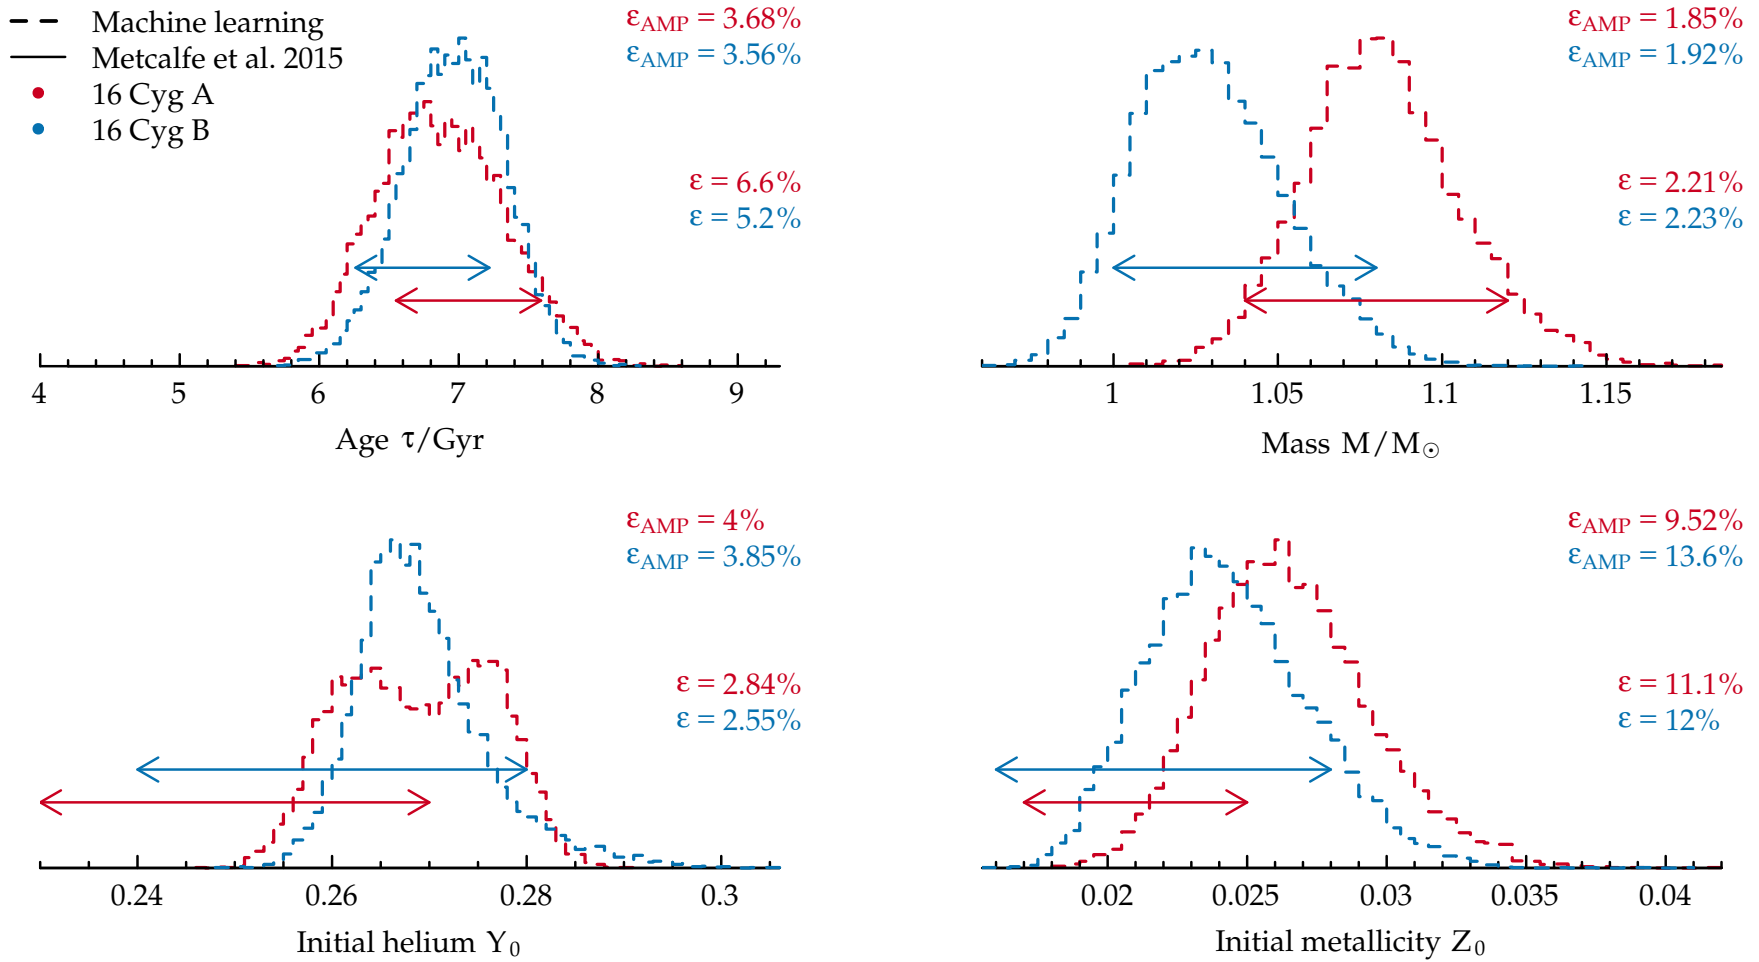 Machine learning
Metcalfe et al. 2015
16 Cyg A
16 Cyg B
εAMP = 3.68%
εAMP = 3.56%
ε = 6.6%
ε = 5.2%
4 5 6 7 8 9
Age τ/Gyr
εAMP = 1.85%
εAMP = 1.92%
ε = 2.21%
ε = 2.23%
1 1.05 1.1 1.15
Mass M/M☉
εAMP = 4%
εAMP = 3.85%
ε = 2.84%
ε = 2.55%
0.24 0.26 0.28 0.3
Initial helium Y₀
εAMP = 9.52%
εAMP = 13.6%
ε = 11.1%
ε = 12%
0.02 0.025 0.03 0.035 0.04
Initial metallicity Z₀